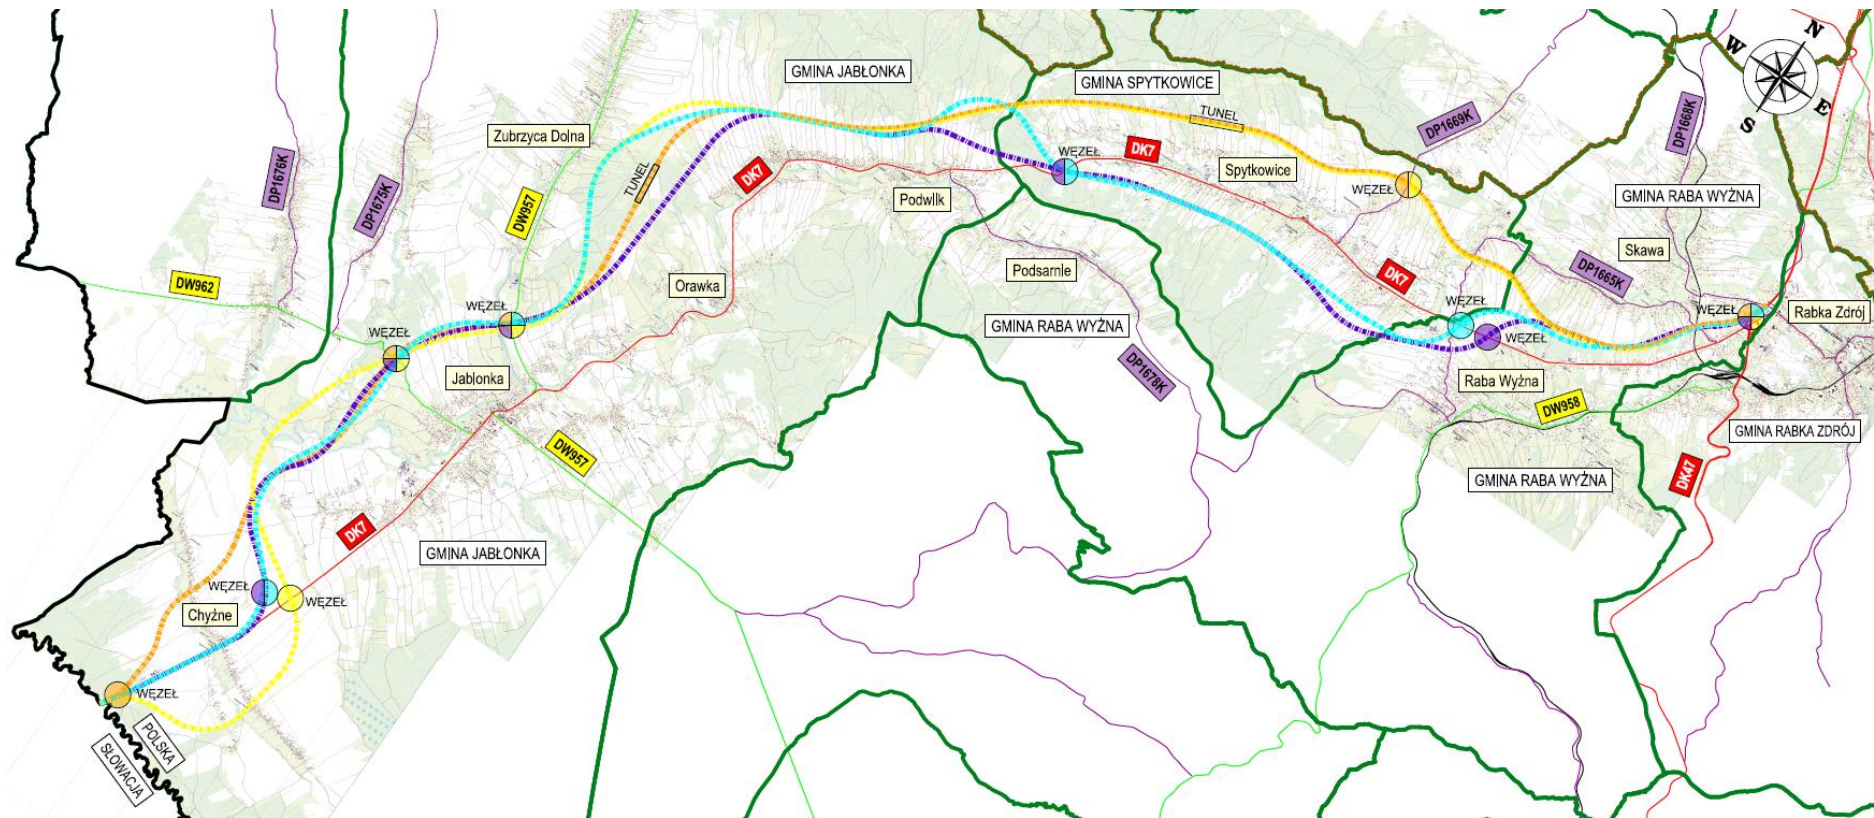 N
W
E
S
GMINA JABŁONKA
GMINA SPYTKOWICE
TUNEL
DP1669K
DP1668K
Zubrzyca Dolna
DP1676K
DP1675K
DW957
TUNEL
DK7
WĘZEŁ
DK7
Spytkowice
WĘZEŁ
GMINA RABA WYŻNA
Podwilk
Skawa
DP1665K
DW962
Orawka
Podsarnie
DK7
WĘZEŁ
WĘZEŁ
WĘZEŁ
WĘZEŁ
Rabka Zdrój
GMINA RABA WYŻNA
WĘZEŁ
WĘZEŁ
Jablonka
DP1678K
Raba Wyżna
DW958
GMINA RABKA ZDRÓJ
DW957
DK47
GMINA RABA WYŻNA
DK7
GMINA JABŁONKA
WĘZEŁ
WĘZEŁ
Chyżne
WĘZEŁ
POLSKA
SŁOWACJA